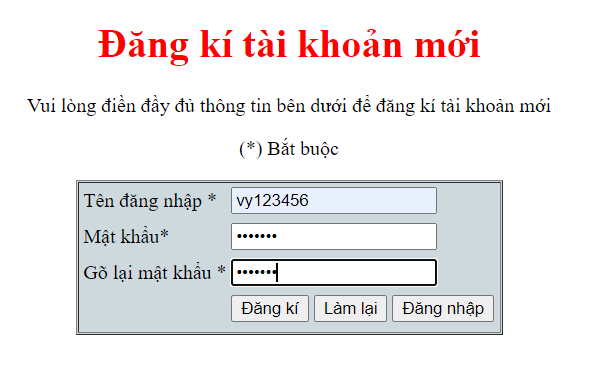 Đăng kí tài khoản mới
Vui lòng điền đầy đủ thông tin bên dưới để đăng kí tài khoản mới
(*) Bắt buộc
Tên đăng nhập * vy123456
Mật khẩu* •••••••
Gõ lại mật khẩu * •••••••
Đăng kí Làm lại Đăng nhập